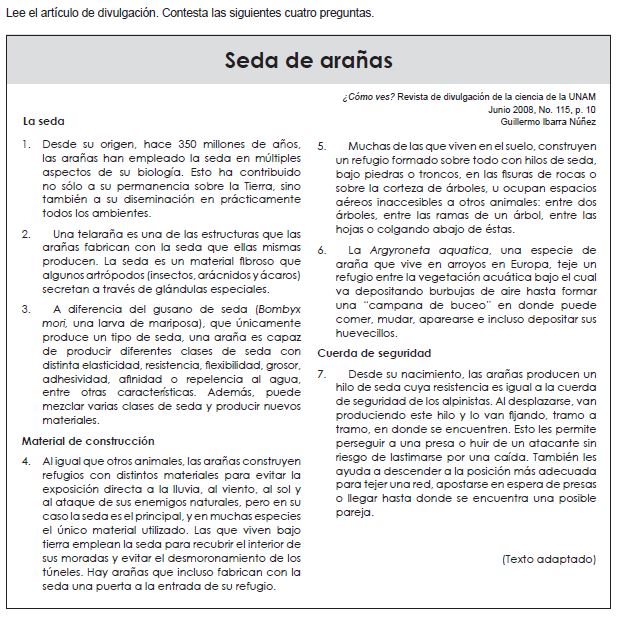 Lee el artículo de divulgación. Contesta las siguientes cuatro preguntas.
Seda de arañas
¿Cómo ves? Revista de divulgación de la ciencia de la UNAM
Junio 2008, No. 115, p. 10
Guillermo Ibarra Núñez
La seda
1. Desde su origen, hace 350 millones de años,
las arañas han empleado la seda en múltiples
aspectos de su biología. Esto ha contribuido
no sólo a su permanencia sobre la Tierra, sino
también a su diseminación en prácticamente
todos los ambientes.
2. Una telaraña es una de las estructuras que las
arañas fabrican con la seda que ellas mismas
producen. La seda es un material fibroso que
algunos artrópodos (insectos, arácnidos y ácaros)
secretan a través de glándulas especiales.
3. A diferencia del gusano de seda (Bombyx
mori, una larva de mariposa), que únicamente
produce un tipo de seda, una araña es capaz
de producir diferentes clases de seda con
distinta elasticidad, resistencia, flexibilidad, grosor,
adhesividad, afinidad o repelencia al agua,
entre otras características. Además, puede
mezclar varias clases de seda y producir nuevos
materiales.
Material de construcción
4. Al igual que otros animales, las arañas construyen
refugios con distintos materiales para evitar la
exposición directa a la lluvia, al viento, al sol y
al ataque de sus enemigos naturales, pero en su
caso la seda es el principal, y en muchas especies
el único material utilizado. Las que viven bajo
tierra emplean la seda para recubrir el interior de
sus moradas y evitar el desmoronamiento de los
túneles. Hay arañas que incluso fabrican con la
seda una puerta a la entrada de su refugio.
5. Muchas de las que viven en el suelo, construyen
un refugio formado sobre todo con hilos de seda,
bajo piedras o troncos, en las fisuras de rocas o
sobre la corteza de árboles, u ocupan espacios
aéreos inaccesibles a otros animales: entre dos
árboles, entre las ramas de un árbol, entre las
hojas o colgando abajo de éstas.
6. La Argyroneta aquatica, una especie de
araña que vive en arroyos en Europa, teje un
refugio entre la vegetación acuática bajo el cual
va depositando burbujas de aire hasta formar
una “campana de buceo” en donde puede
comer, mudar, aparearse e incluso depositar sus
huevecillos.
Cuerda de seguridad
7. Desde su nacimiento, las arañas producen un
hilo de seda cuya resistencia es igual a la cuerda
de seguridad de los alpinistas. Al desplazarse, van
produciendo este hilo y lo van fijando, tramo a
tramo, en donde se encuentren. Esto les permite
perseguir a una presa o huir de un atacante sin
riesgo de lastimarse por una caída. También les
ayuda a descender a la posición más adecuada
para tejer una red, apostarse en espera de presas
o llegar hasta donde se encuentra una posible
pareja.
(Texto adaptado)